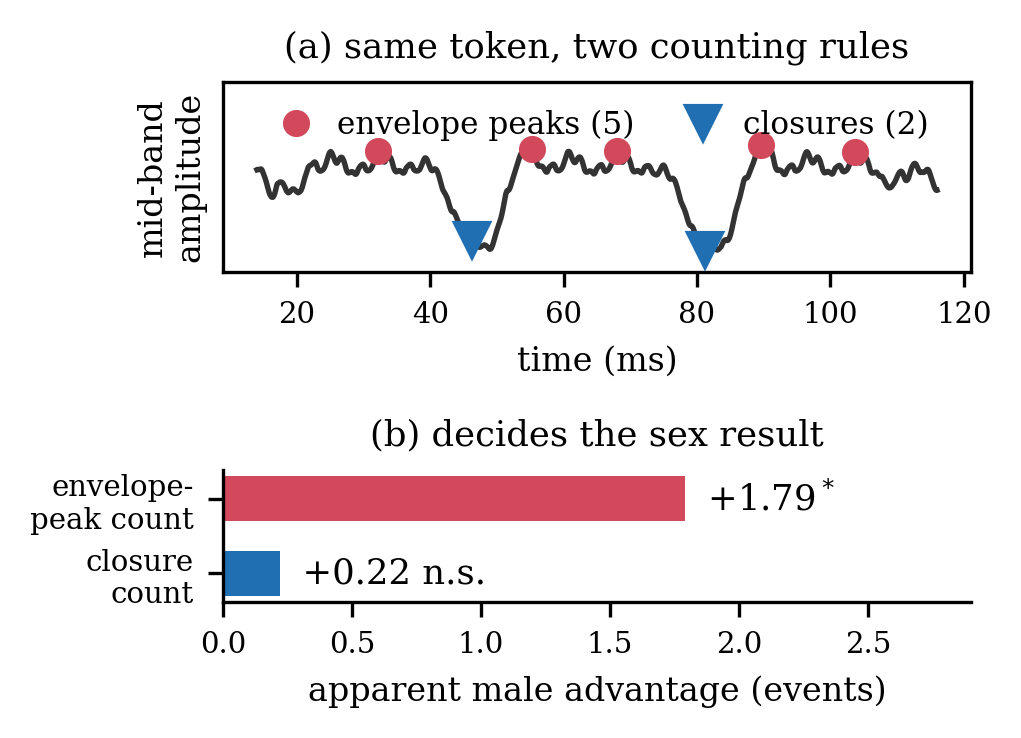 (a) same token, two counting rules
mid-band
amplitude
envelope peaks (5)
closures (2)
20 40 60 80 100 120
time (ms)
(b) decides the sex result
envelope-
peak count
+1.79*
closure
count
+0.22 n.s.
0.0 0.5 1.0 1.5 2.0 2.5
apparent male advantage (events)